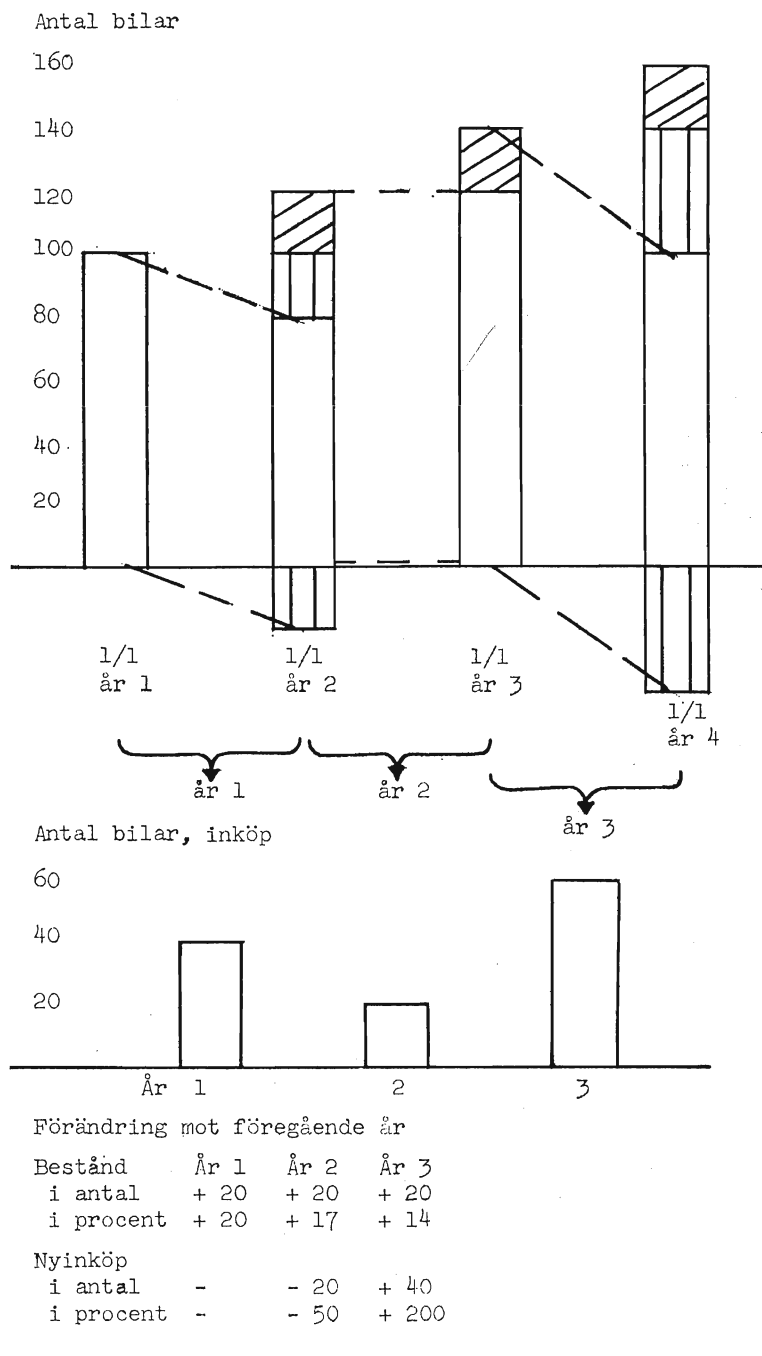 Antal bilar
160
140
120
100
80
60
40
20
1/1 1/1 1/1 1/1
år 1 år 2 år 3 år 4
år 1 år 2 år 3
Antal bilar, inköp
60
40
20
År 1 2 3
Förändring mot föregående år
Bestånd År 1 År 2 År 3
i antal + 20 + 20 + 20
i procent + 20 + 17 + 14
Nyinköp
i antal - - 20 + 40
i procent - - 50 + 200